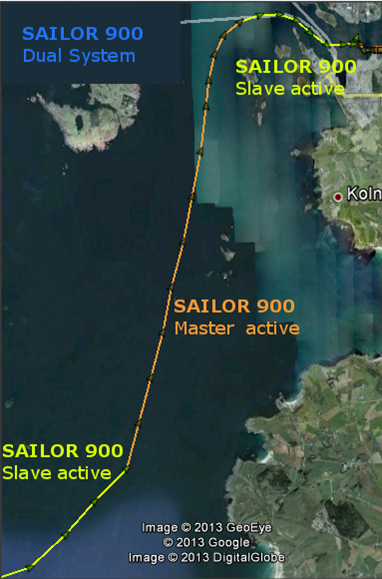 SAILOR 900
Dual System
SAILOR 900
Slave active
Koln
SAILOR 900
Master active
SAILOR 900
Slave active
Image © 2013 GeoEye
© 2013 Google
Image © 2013 DigitalGlobe